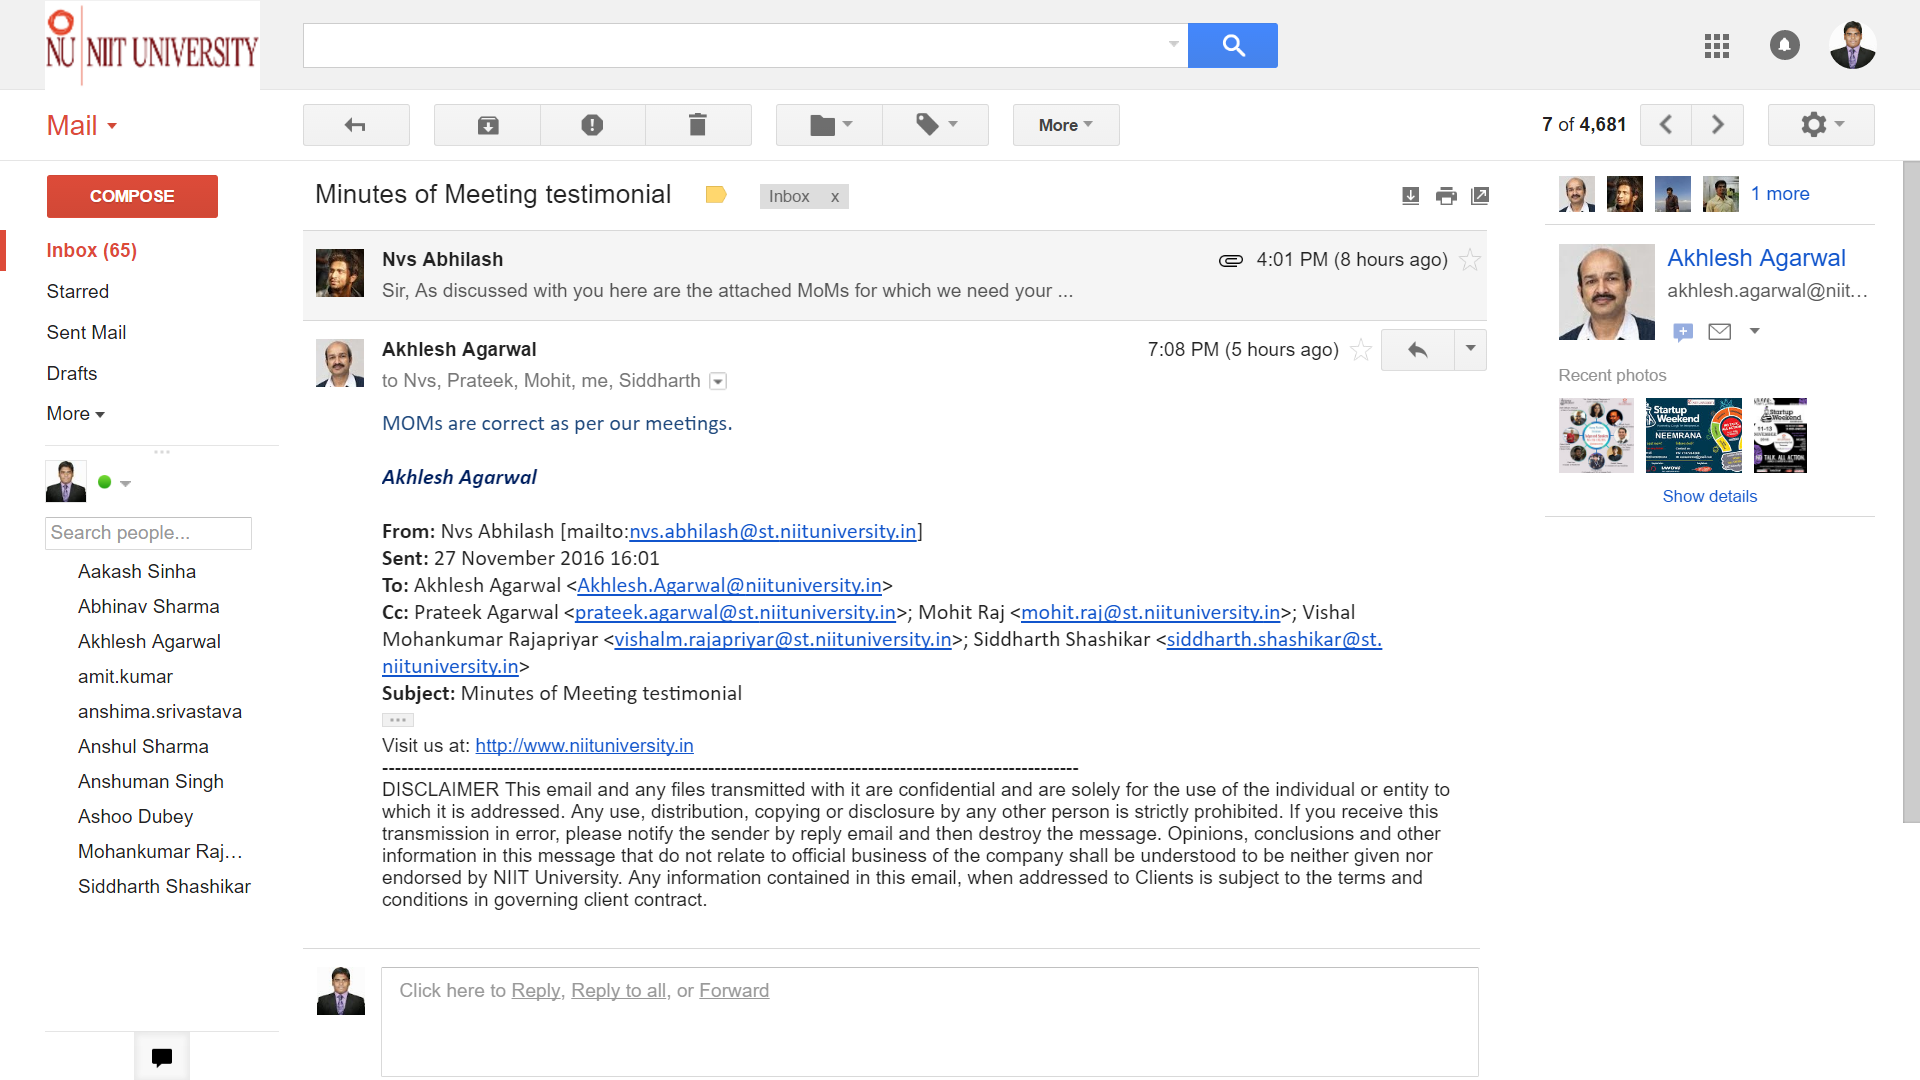 NU NIIT UNIVERSITY
Mail
More
7 of 4,681
COMPOSE
Inbox (65)
Starred
Sent Mail
Drafts
More
Search people...
Aakash Sinha
Abhinav Sharma
Akhlesh Agarwal
amit.kumar
anshima.srivastava
Anshul Sharma
Anshuman Singh
Ashoo Dubey
Mohankumar Raj…
Siddharth Shashikar
Minutes of Meeting testimonial
Inbox x
Nvs Abhilash
4:01 PM (8 hours ago)
Sir, As discussed with you here are the attached MoMs for which we need your ...
Akhlesh Agarwal
7:08 PM (5 hours ago)
to Nvs, Prateek, Mohit, me, Siddharth
MOMs are correct as per our meetings.
Akhlesh Agarwal
From: Nvs Abhilash [mailto:nvs.abhilash@st.niituniversity.in]
Sent: 27 November 2016 16:01
To: Akhlesh Agarwal <Akhlesh.Agarwal@niituniversity.in>
Cc: Prateek Agarwal <prateek.agarwal@st.niituniversity.in>; Mohit Raj <mohit.raj@st.niituniversity.in>; Vishal
Mohankumar Rajapriyar <vishalm.rajapriyar@st.niituniversity.in>; Siddharth Shashikar <siddharth.shashikar@st.
niituniversity.in>
Subject: Minutes of Meeting testimonial
Visit us at: http://www.niituniversity.in
DISCLAIMER This email and any files transmitted with it are confidential and are solely for the use of the individual or entity to
which it is addressed. Any use, distribution, copying or disclosure by any other person is strictly prohibited. If you receive this
transmission in error, please notify the sender by reply email and then destroy the message. Opinions, conclusions and other
information in this message that do not relate to official business of the company shall be understood to be neither given nor
endorsed by NIIT University. Any information contained in this email, when addressed to Clients is subject to the terms and
conditions in governing client contract.
Click here to Reply, Reply to all, or Forward
1 more
Akhlesh Agarwal
akhlesh.agarwal@niit…
Recent photos
Startup
Weekend
NEEMRANA
Startup
Weekend
11-13
NOVEMBER
TALK. ALL ACTION.
Show details